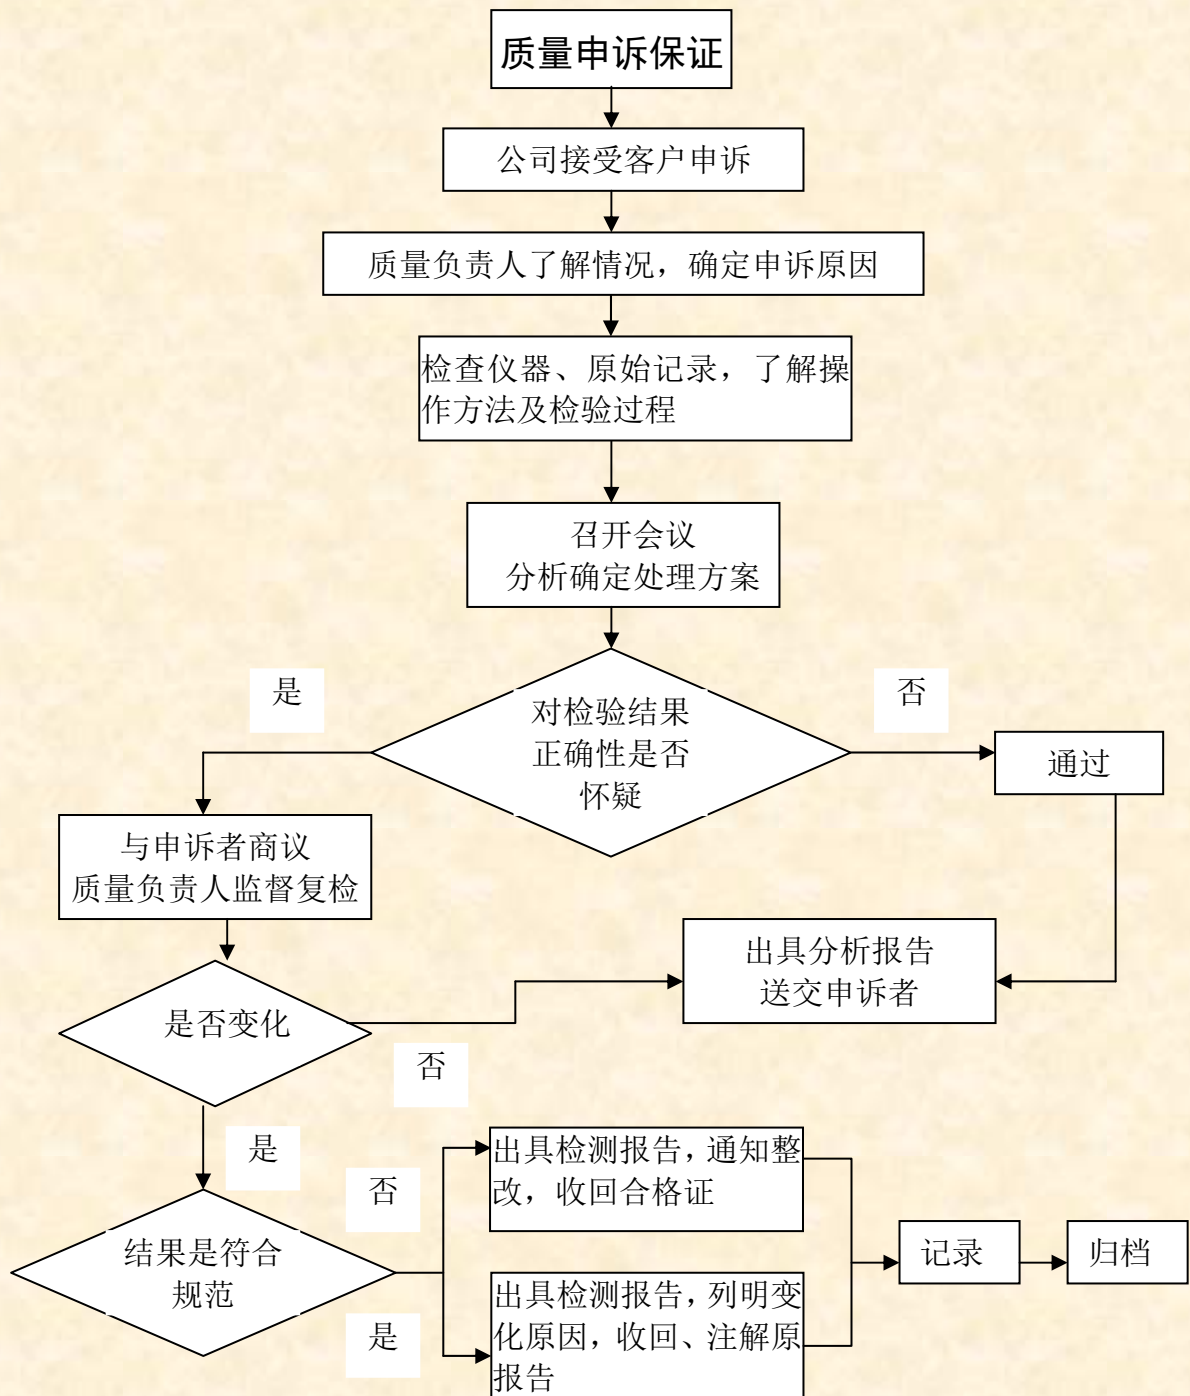 质量申诉保证
公司接受客户申诉
质量负责人了解情况，确定申诉原因
检查仪器、原始记录，了解操
作方法及检验过程
召开会议
分析确定处理方案
是
否
对检验结果
正确性是否
怀疑
通过
与申诉者商议
质量负责人监督复检
出具分析报告
送交申诉者
是否变化
否
是
否
出具检测报告，通知整
改，收回合格证
结果是符合
规范
记录
归档
是
出具检测报告，列明变
化原因，收回、注解原
报告